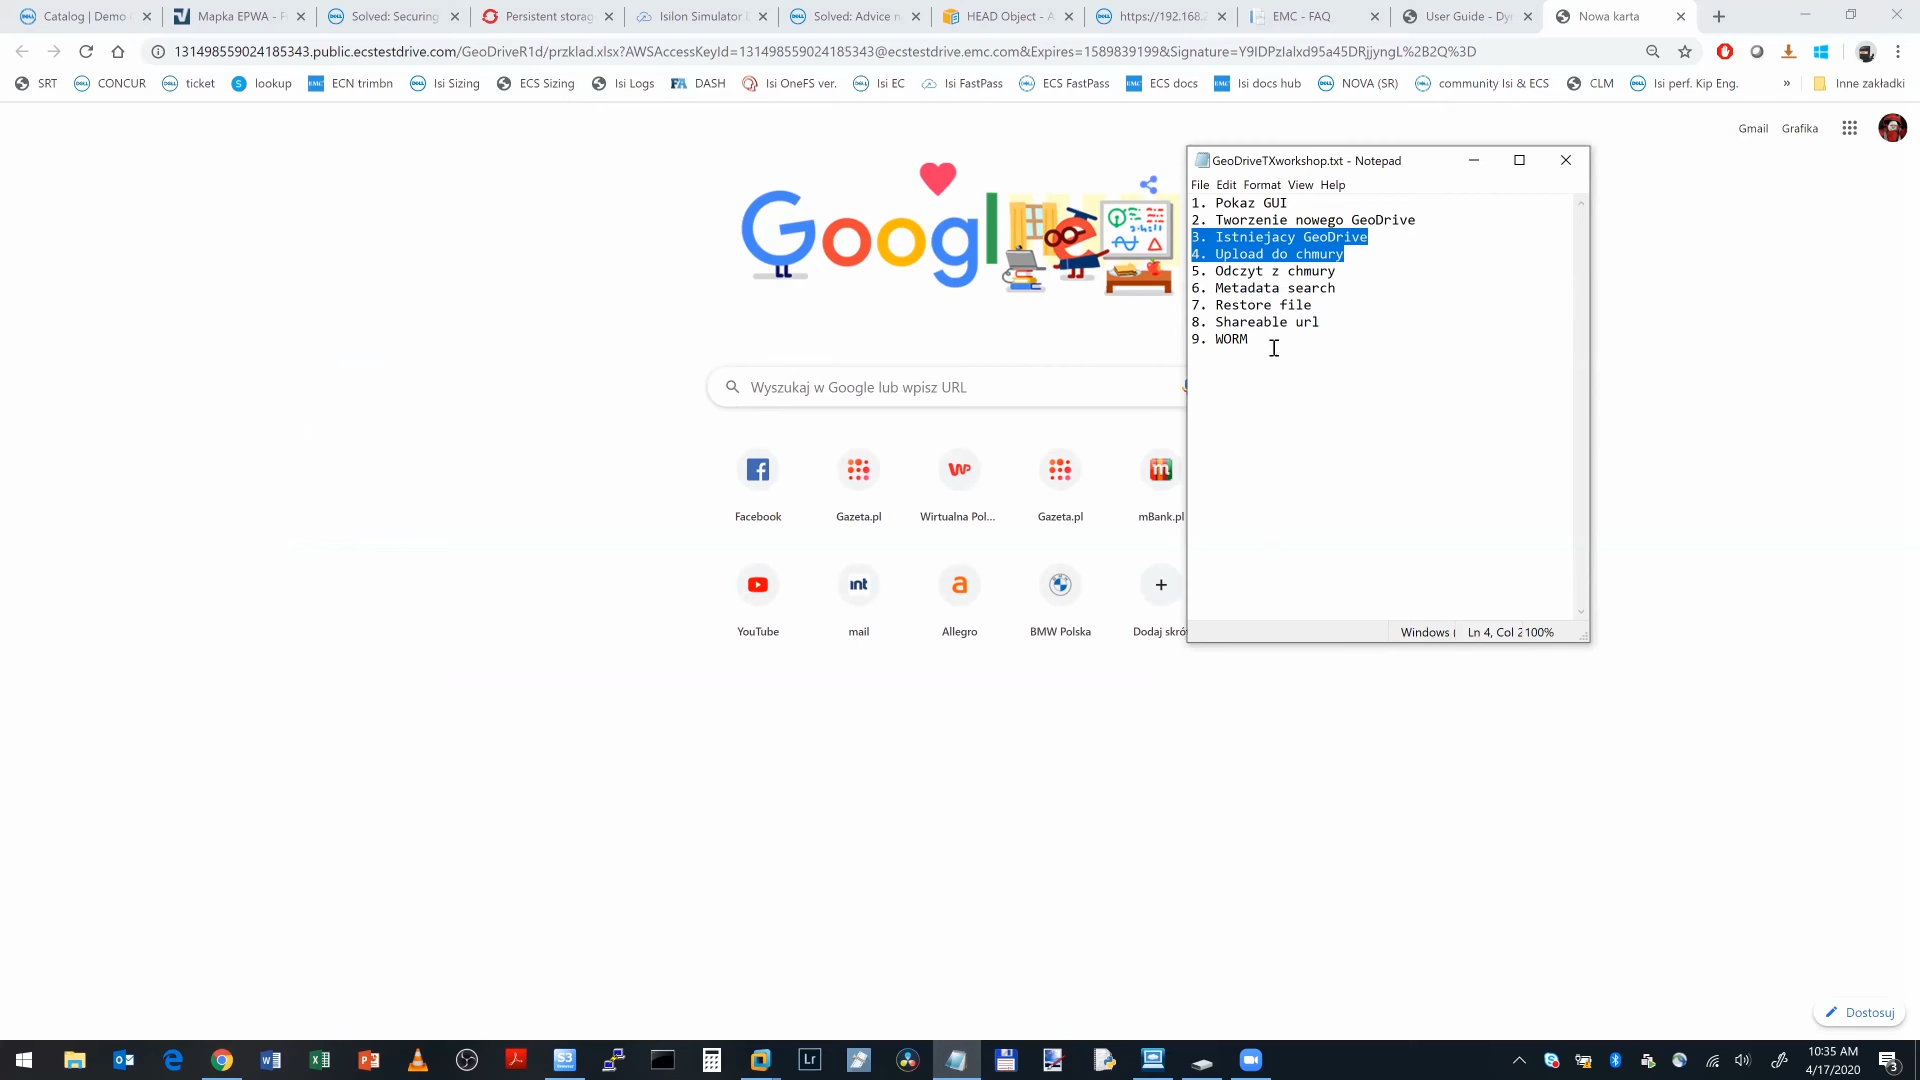 Catalog | Demo
Mapka EPWA - F
Solved: Securing
Persistent storag
Isilon Simulator D
Solved: Advice n
HEAD Object - A
https://192.168.2
EMC - FAQ
User Guide - Dyn
Nowa karta
131498559024185343.public.ecstestdrive.com/GeoDriveR1d/przklad.xlsx?AWSAccessKeyId=131498559024185343@ecstestdrive.emc.com&Expires=1589839199&Signature=Y9IDPzIalxd95a45DRjjyngL%2B2Q%3D
SRT
CONCUR
ticket
lookup
ECN trimbn
Isi Sizing
ECS Sizing
Isi Logs
DASH
Isi OneFS ver.
Isi EC
Isi FastPass
ECS FastPass
ECS docs
Isi docs hub
NOVA (SR)
community Isi & ECS
CLM
Isi perf. Kip Eng.
»
Inne zakładki
Gmail
Grafika
GeoDriveTXworkshop.txt - Notepad
File Edit Format View Help
1. Pokaz GUI
2. Tworzenie nowego GeoDrive
3. Istniejacy GeoDrive
4. Upload do chmury
5. Odczyt z chmury
6. Metadata search
7. Restore file
8. Shareable url
9. WORM
Windows (
Ln 4, Col 2
100%
Google
Wyszukaj w Google lub wpisz URL
Facebook
Gazeta.pl
Wirtualna Pol...
Gazeta.pl
mBank.pl
YouTube
mail
Allegro
BMW Polska
Dodaj skró
Dostosuj
10:35 AM
4/17/2020